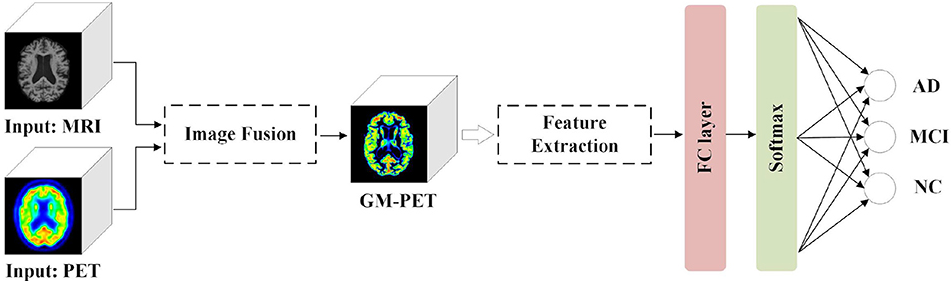 Input: MRI
Input: PET
Image Fusion
GM-PET
Feature
Extraction
FC layer
Softmax
AD
MCI
NC